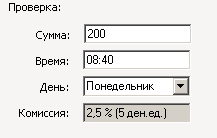 Проверка:
Сумма: 200
Время: 08:40
День: Понедельник
Комиссия: 2,5 % (5 ден.ед.)